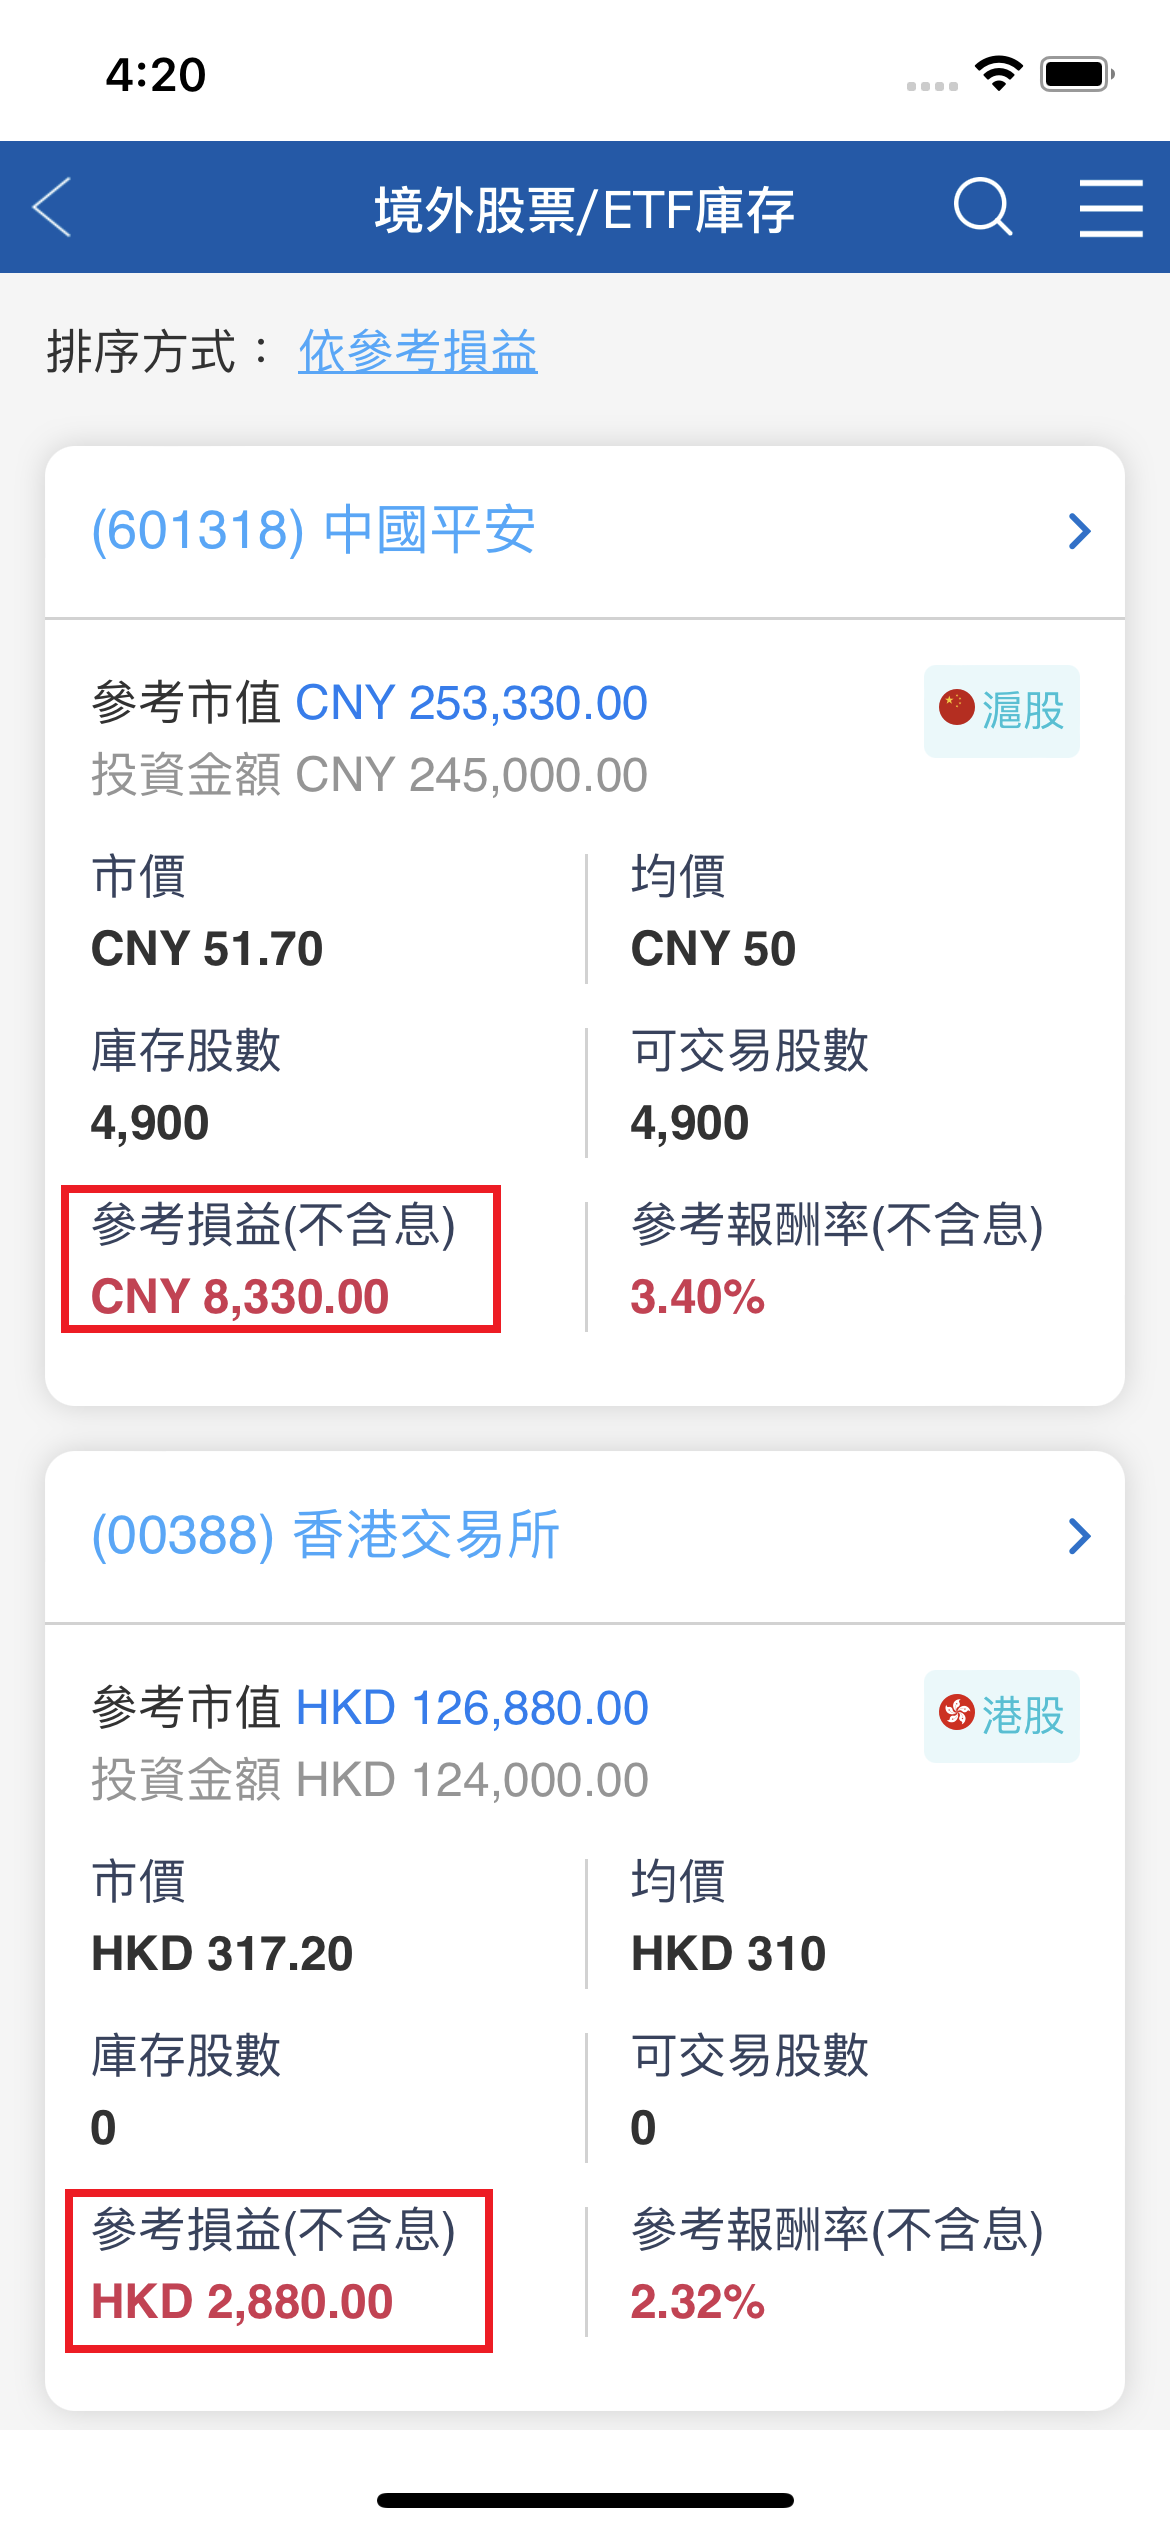 4:20
境外股票/ETF庫存
排序方式： 依參考損益
(601318) 中國平安
參考市值 CNY 253,330.00
滬股
投資金額 CNY 245,000.00
市價
均價
CNY 51.70
CNY 50
庫存股數
可交易股數
4,900
4,900
參考損益(不含息)
參考報酬率(不含息)
CNY 8,330.00
3.40%
(00388) 香港交易所
參考市值 HKD 126,880.00
港股
投資金額 HKD 124,000.00
市價
均價
HKD 317.20
HKD 310
庫存股數
可交易股數
0
0
參考損益(不含息)
參考報酬率(不含息)
HKD 2,880.00
2.32%